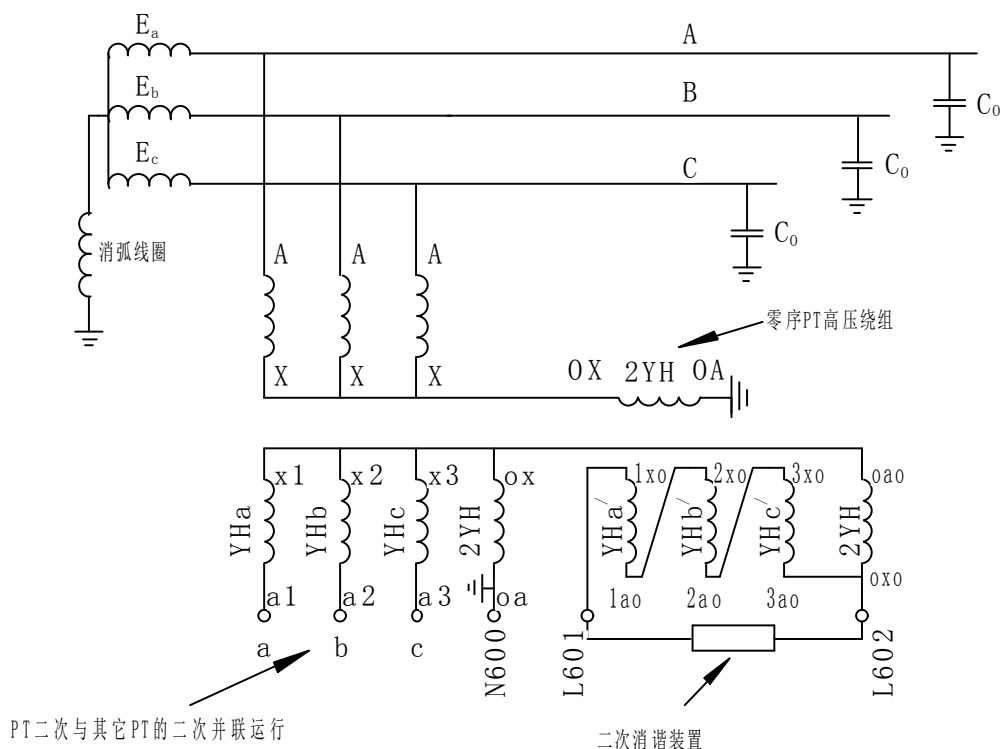 Ea
A
Eb
B
C0
Ec
C
C0
C0
消弧线圈
A A A
零序PT高压绕组
X X X
OX 2YH OA
x1 x2 x3 ox
1xo 2xo 3xo oao
YHa YHb YHc 2YH
YHa′ YHb′ YHc′ 2YH
oxo
a1 a2 a3 oa
1ao 2ao 3ao
a b c N600 L601 L602
PT二次与其它PT的二次并联运行
二次消谐装置